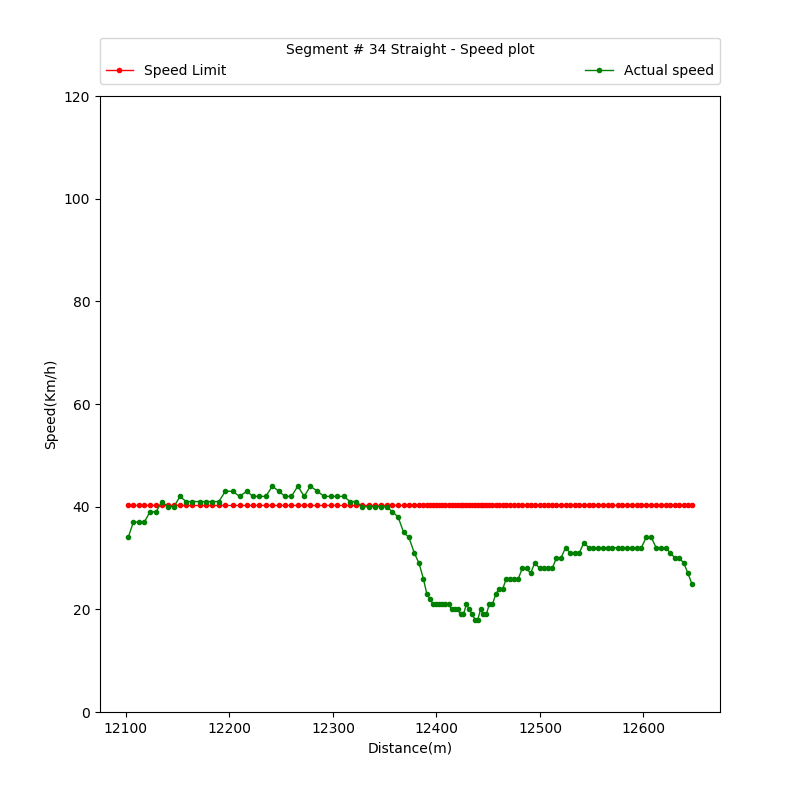 Segment # 34 Straight - Speed plot
Speed Limit
Actual speed
120
100
80
60
40
20
0
Speed(Km/h)
12100
12200
12300
12400
12500
12600
Distance(m)